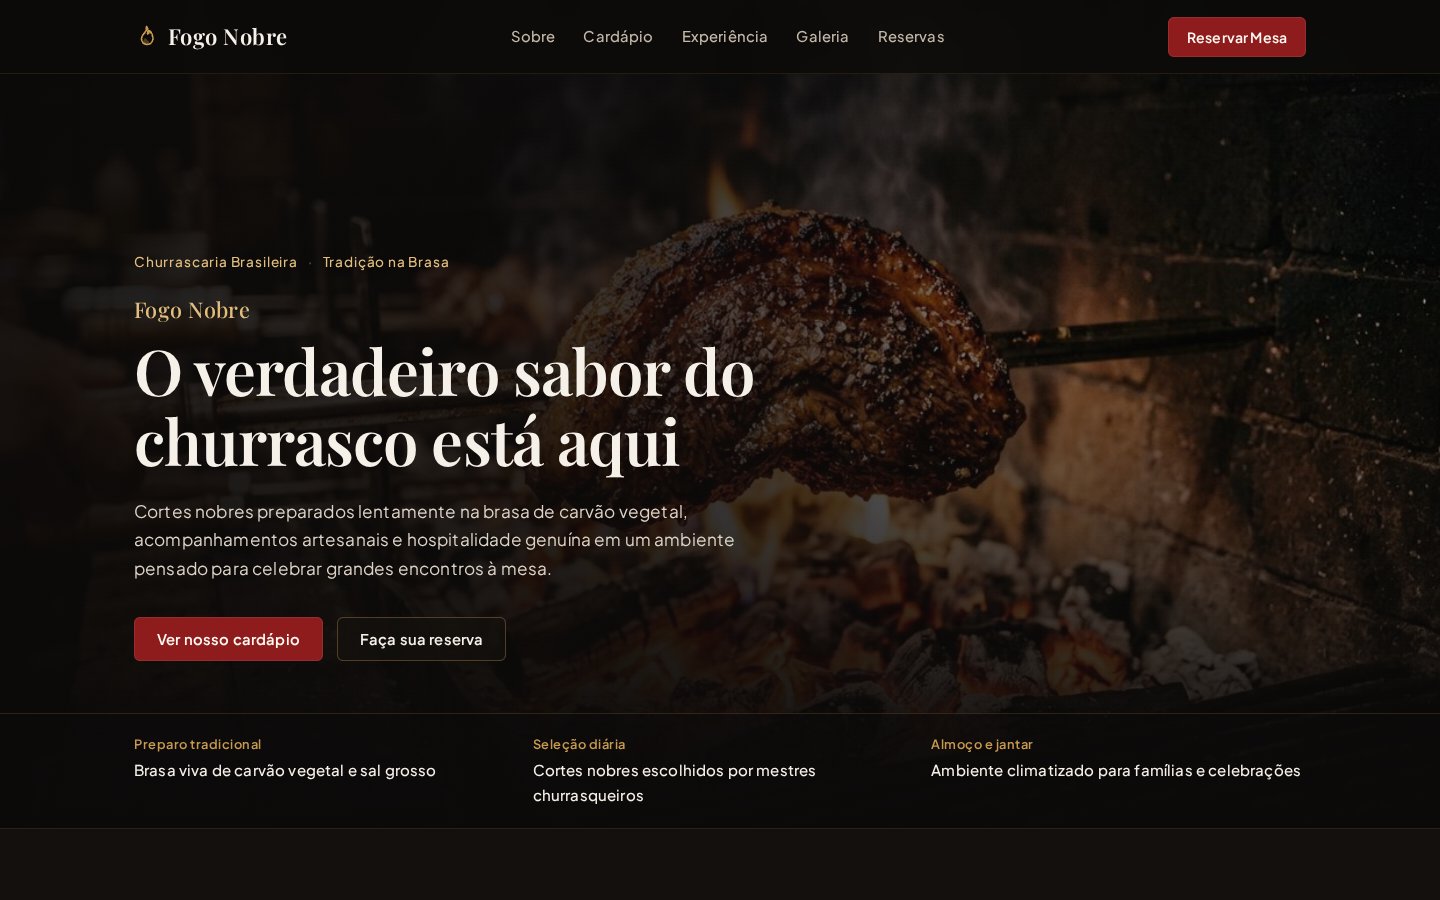 Fogo Nobre
Sobre
Cardápio
Experiência
Galeria
Reservas
Reservar Mesa
Churrascaria Brasileira · Tradição na Brasa
Fogo Nobre
O verdadeiro sabor do
churrasco está aqui
Cortes nobres preparados lentamente na brasa de carvão vegetal,
acompanhamentos artesanais e hospitalidade genuína em um ambiente
pensado para celebrar grandes encontros à mesa.
Ver nosso cardápio
Faça sua reserva
Preparo tradicional
Brasa viva de carvão vegetal e sal grosso
Seleção diária
Cortes nobres escolhidos por mestres
churrasqueiros
Almoço e jantar
Ambiente climatizado para famílias e celebrações